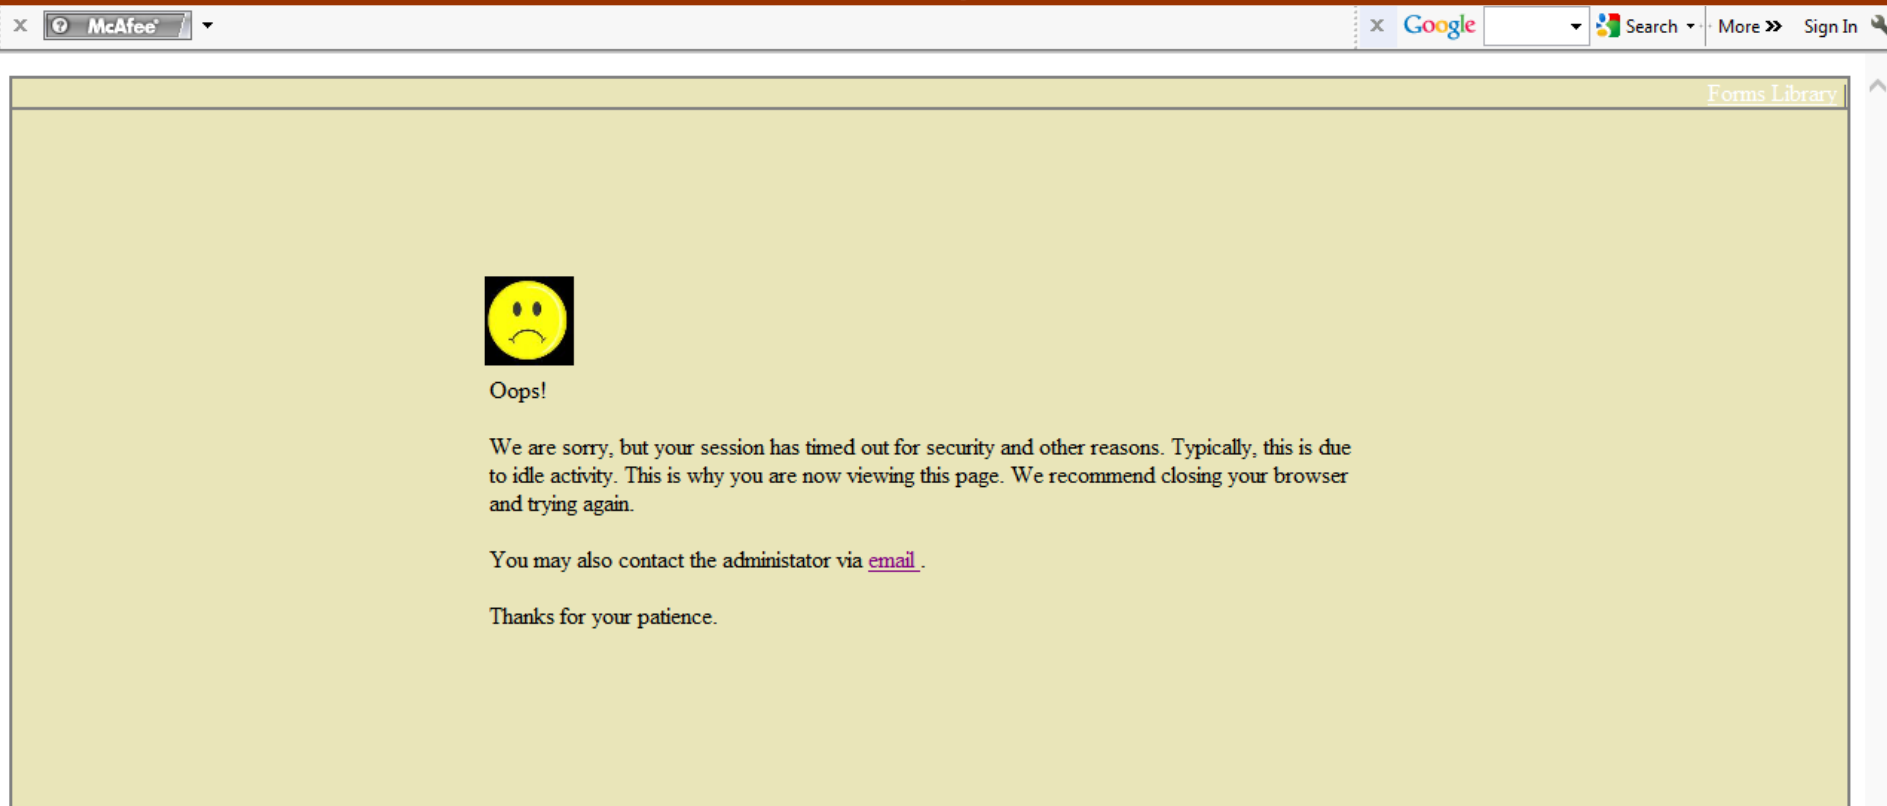 x McAfee x Google Search More » Sign In
Forms Library
Oops!
We are sorry, but your session has timed out for security and other reasons. Typically, this is due
to idle activity. This is why you are now viewing this page. We recommend closing your browser
and trying again.
You may also contact the administator via email .
Thanks for your patience.